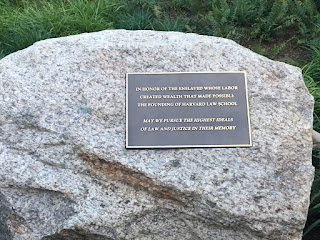 IN HONOR OF THE ENSLAVED WHOSE LABOR
CREATED WEALTH THAT MADE POSSIBLE
THE FOUNDING OF HARVARD LAW SCHOOL
MAY WE PURSUE THE HIGHEST IDEALS
OF LAW AND JUSTICE IN THEIR MEMORY